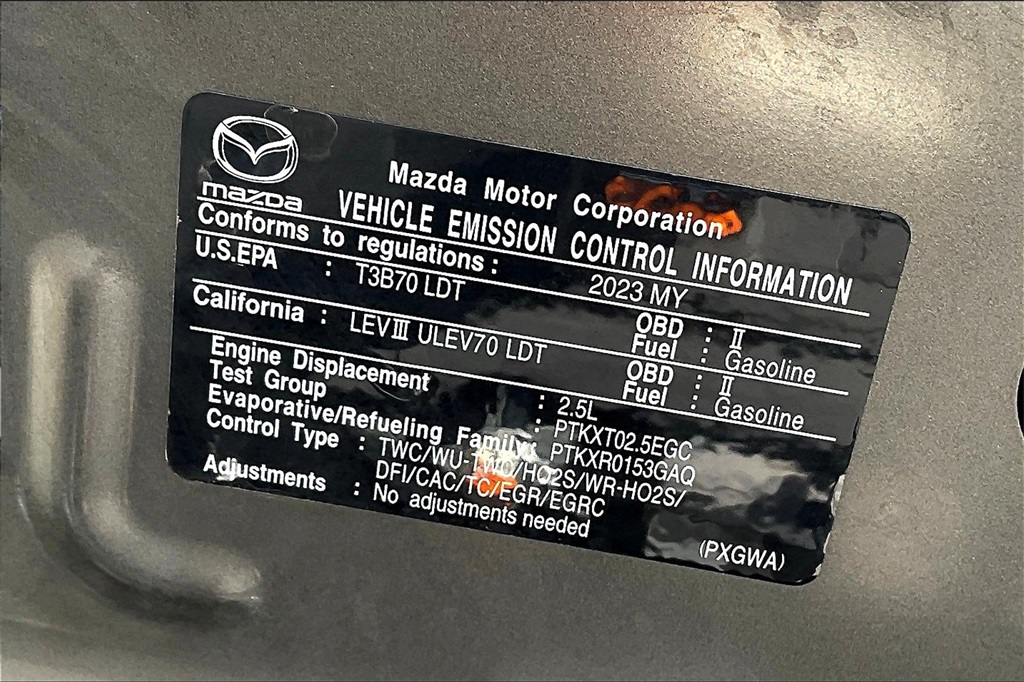 mazda
Mazda Motor Corporation
VEHICLE EMISSION CONTROL INFORMATION
Conforms to regulations : 2023 MY
U.S.EPA : T3B70 LDT OBD : II
Fuel : Gasoline
California : LEVIII ULEV70 LDT OBD : II
Fuel : Gasoline
Engine Displacement : 2.5L
Test Group : PTKXT02.5EGC
Evaporative/Refueling Family: PTKXR0153GAQ
Control Type : TWC/WU-TWC/HO2S/WR-HO2S/
DFI/CAC/TC/EGR/EGRC
Adjustments : No adjustments needed
(PXGWA)